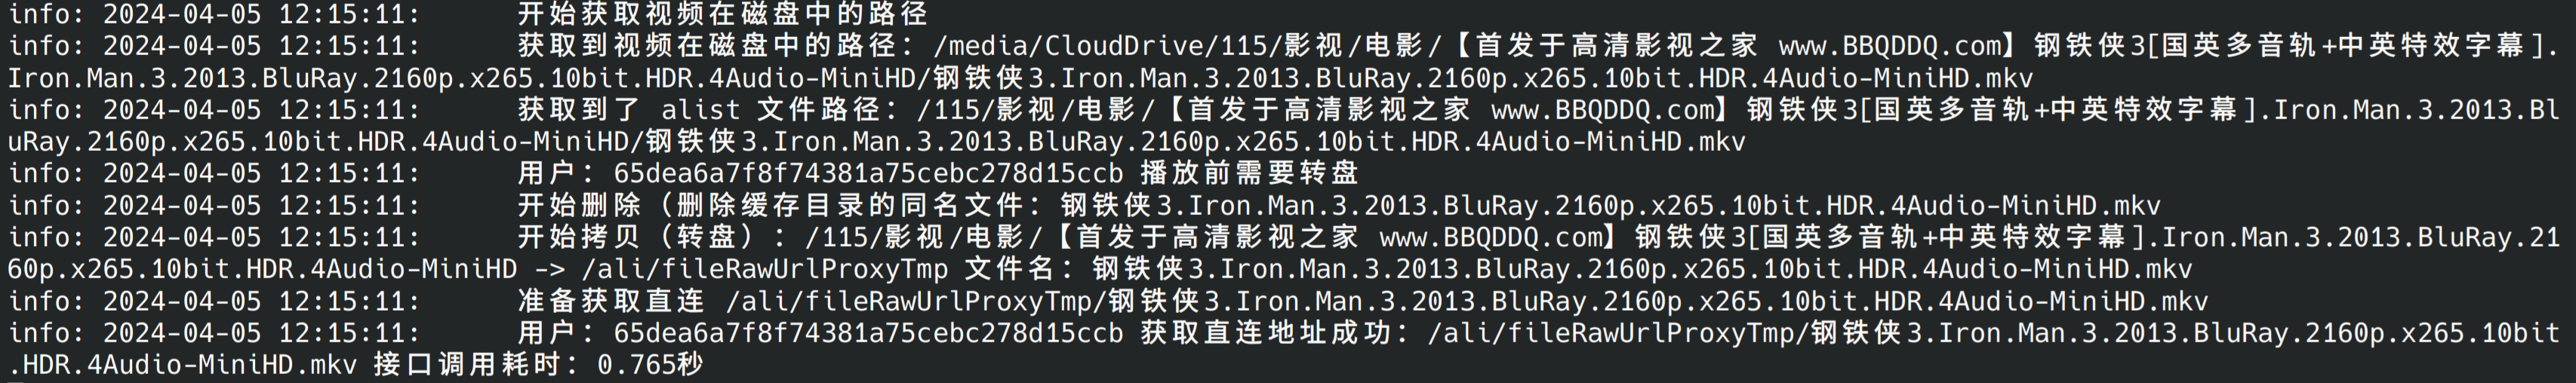 info: 2024-04-05 12:15:11:      开始获取视频在磁盘中的路径
info: 2024-04-05 12:15:11:      获取到视频在磁盘中的路径: /media/CloudDrive/115/影视/电影/【首发于高清影视之家 www.BBQDDQ.com】钢铁侠3[国英多音轨+中英特效字幕].
Iron.Man.3.2013.BluRay.2160p.x265.10bit.HDR.4Audio-MiniHD/钢铁侠3.Iron.Man.3.2013.BluRay.2160p.x265.10bit.HDR.4Audio-MiniHD.mkv
info: 2024-04-05 12:15:11:      获取到了 alist 文件路径: /115/影视/电影/【首发于高清影视之家 www.BBQDDQ.com】钢铁侠3[国英多音轨+中英特效字幕].Iron.Man.3.2013.Bl
uRay.2160p.x265.10bit.HDR.4Audio-MiniHD/钢铁侠3.Iron.Man.3.2013.BluRay.2160p.x265.10bit.HDR.4Audio-MiniHD.mkv
info: 2024-04-05 12:15:11:      用户: 65dea6a7f8f74381a75cebc278d15ccb 播放前需要转盘
info: 2024-04-05 12:15:11:      开始删除（删除缓存目录的同名文件: 钢铁侠3.Iron.Man.3.2013.BluRay.2160p.x265.10bit.HDR.4Audio-MiniHD.mkv
info: 2024-04-05 12:15:11:      开始拷贝（转盘）: /115/影视/电影/【首发于高清影视之家 www.BBQDDQ.com】钢铁侠3[国英多音轨+中英特效字幕].Iron.Man.3.2013.BluRay.21
60p.x265.10bit.HDR.4Audio-MiniHD -> /ali/fileRawUrlProxyTmp 文件名: 钢铁侠3.Iron.Man.3.2013.BluRay.2160p.x265.10bit.HDR.4Audio-MiniHD.mkv
info: 2024-04-05 12:15:11:      准备获取直连 /ali/fileRawUrlProxyTmp/钢铁侠3.Iron.Man.3.2013.BluRay.2160p.x265.10bit.HDR.4Audio-MiniHD.mkv
info: 2024-04-05 12:15:11:      用户: 65dea6a7f8f74381a75cebc278d15ccb 获取直连地址成功: /ali/fileRawUrlProxyTmp/钢铁侠3.Iron.Man.3.2013.BluRay.2160p.x265.10bit
.HDR.4Audio-MiniHD.mkv 接口调用耗时: 0.765秒